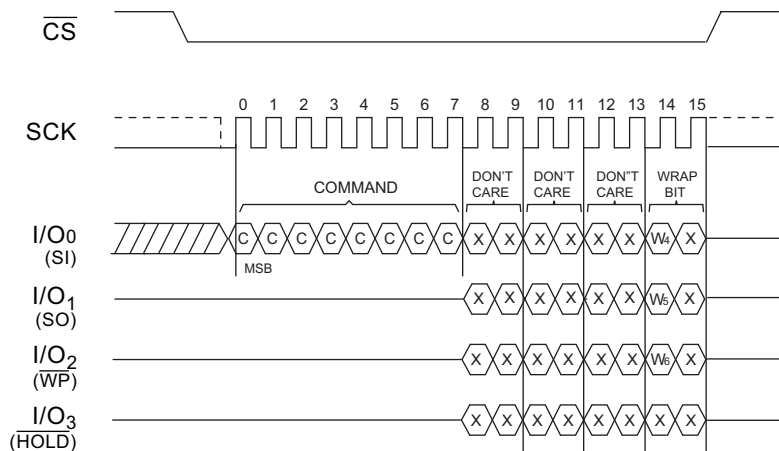 CS
0 1 2 3 4 5 6 7 8 9 10 11 12 13 14 15
SCK
COMMAND
DON'T CARE
DON'T CARE
DON"T CARE
WRAP BIT
I/O0 C C C C C C C C X X X X X X W4 X
(SI)
MSB
I/O1 X X X X X X W5 X
(SO)
I/O2 X X X X X X W6 X
(WP)
I/O3 X X X X X X X X
(HOLD)